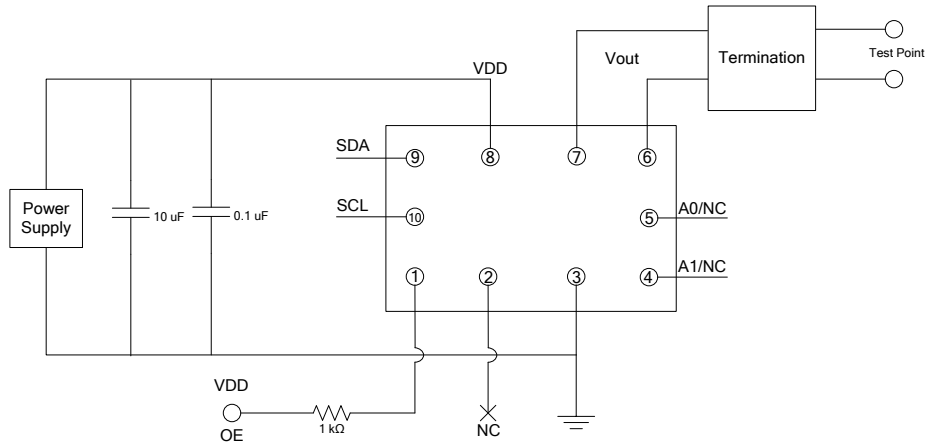 Vout
Termination
Test Point
VDD
SDA
9
8
7
6
Power
Supply
10 uF
0.1 uF
SCL
10
5
A0/NC
1
2
3
4
A1/NC
VDD
OE
1 kΩ
NC